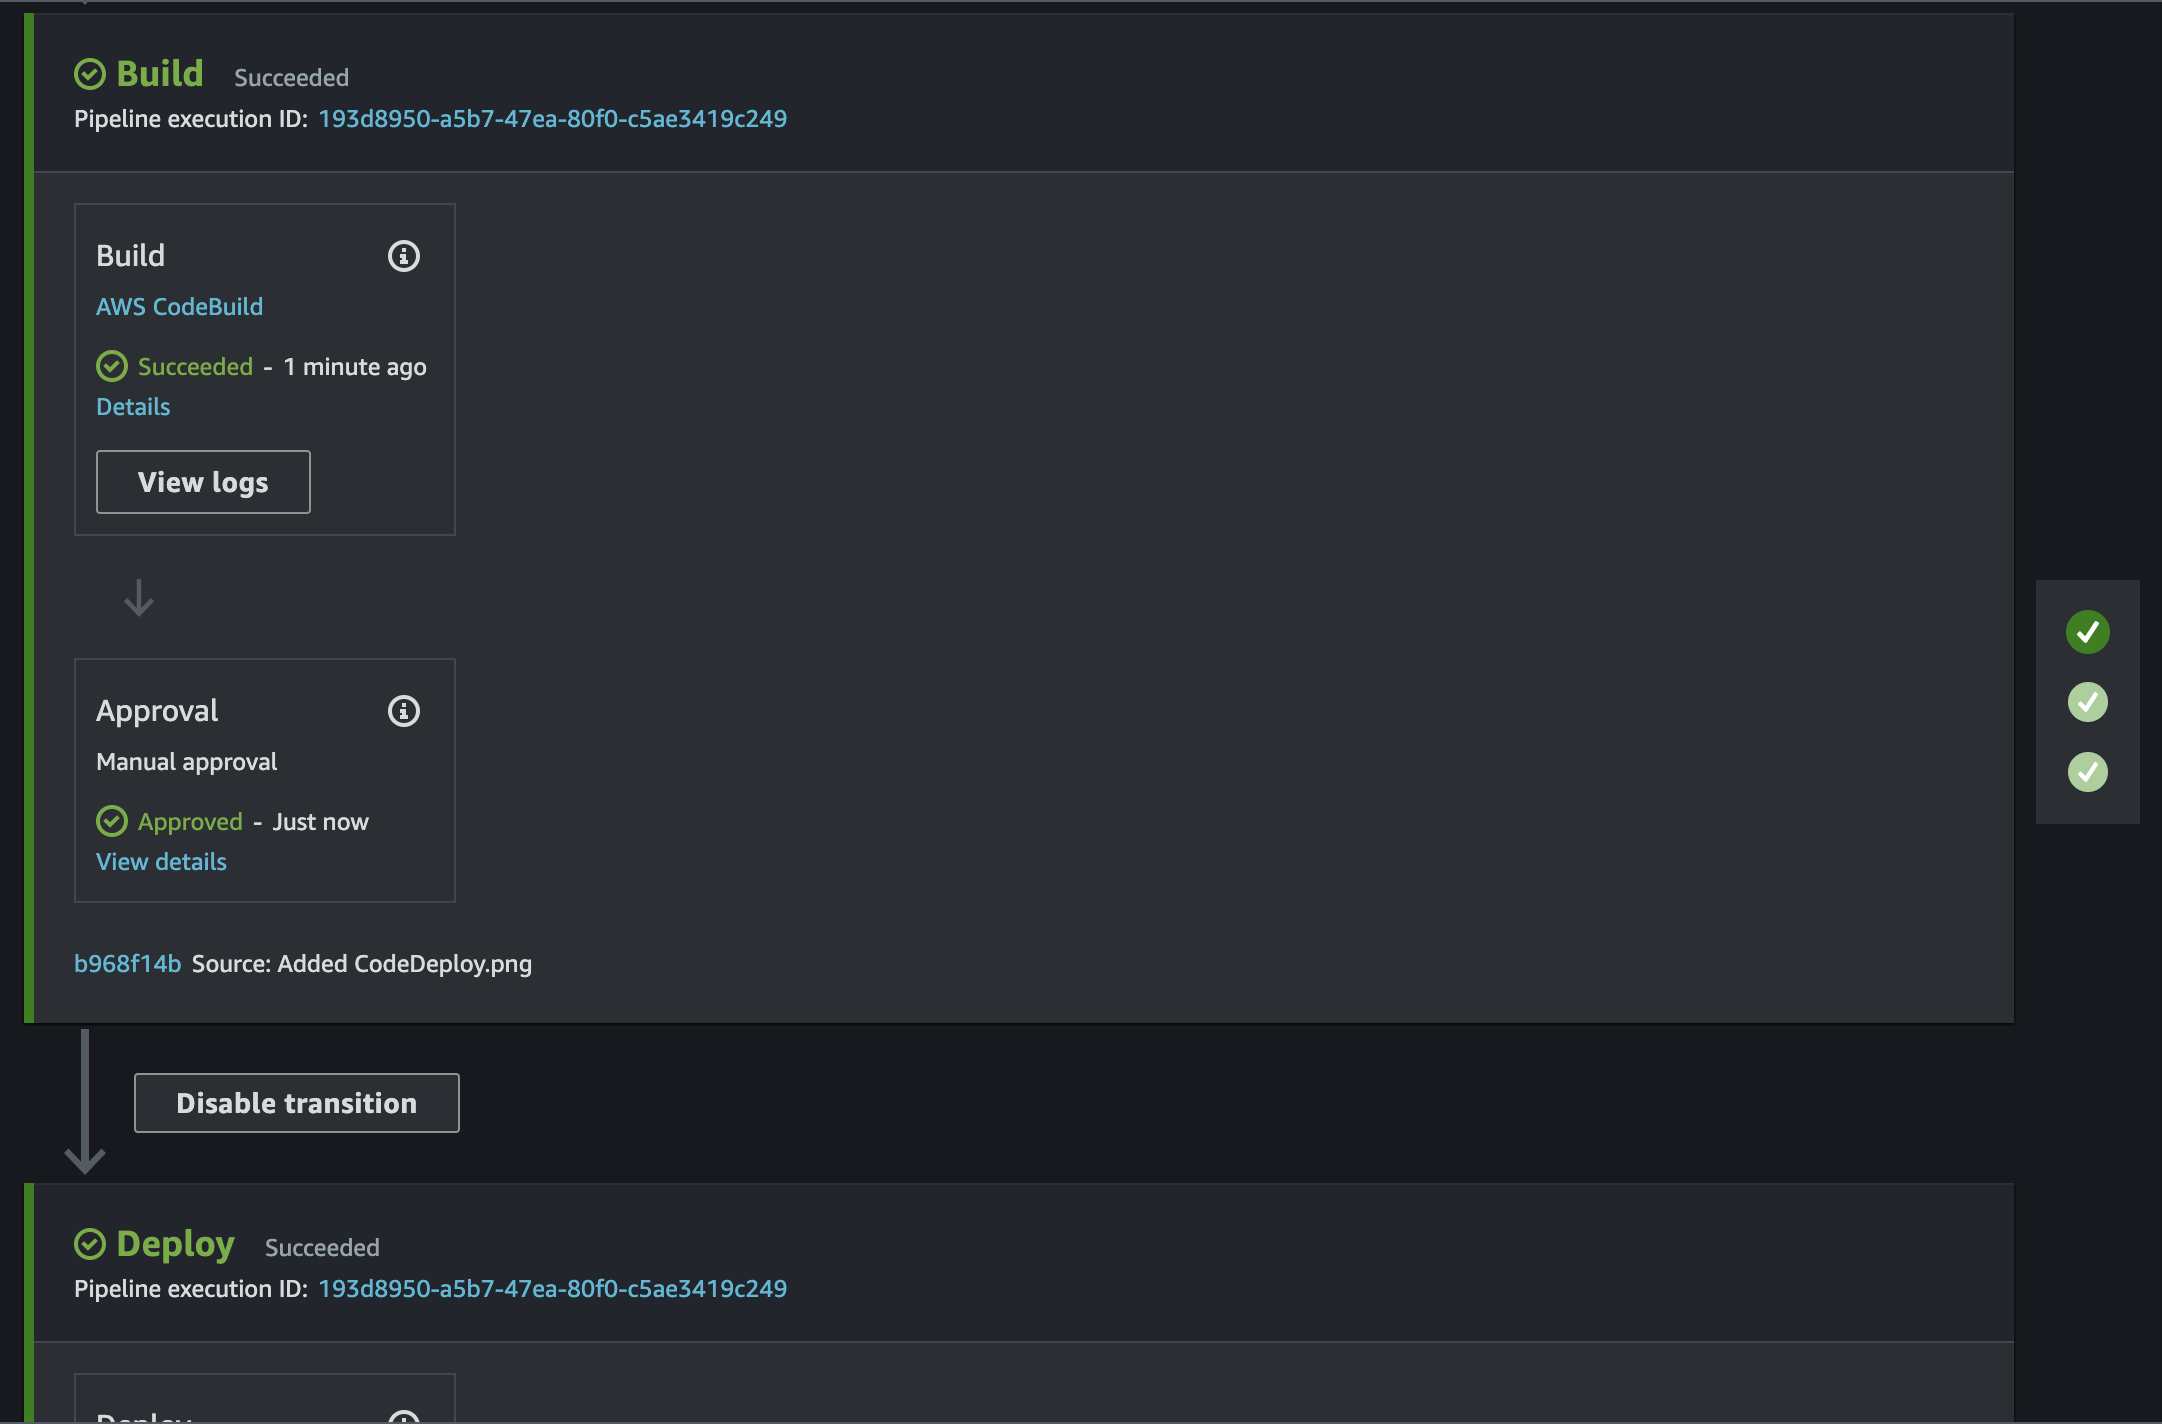 Build Succeeded
Pipeline execution ID: 193d8950-a5b7-47ea-80f0-c5ae3419c249
Build
AWS CodeBuild
Succeeded - 1 minute ago
Details
View logs
Approval
Manual approval
Approved - Just now
View details
b968f14b Source: Added CodeDeploy.png
Disable transition
Deploy Succeeded
Pipeline execution ID: 193d8950-a5b7-47ea-80f0-c5ae3419c249
Deploy